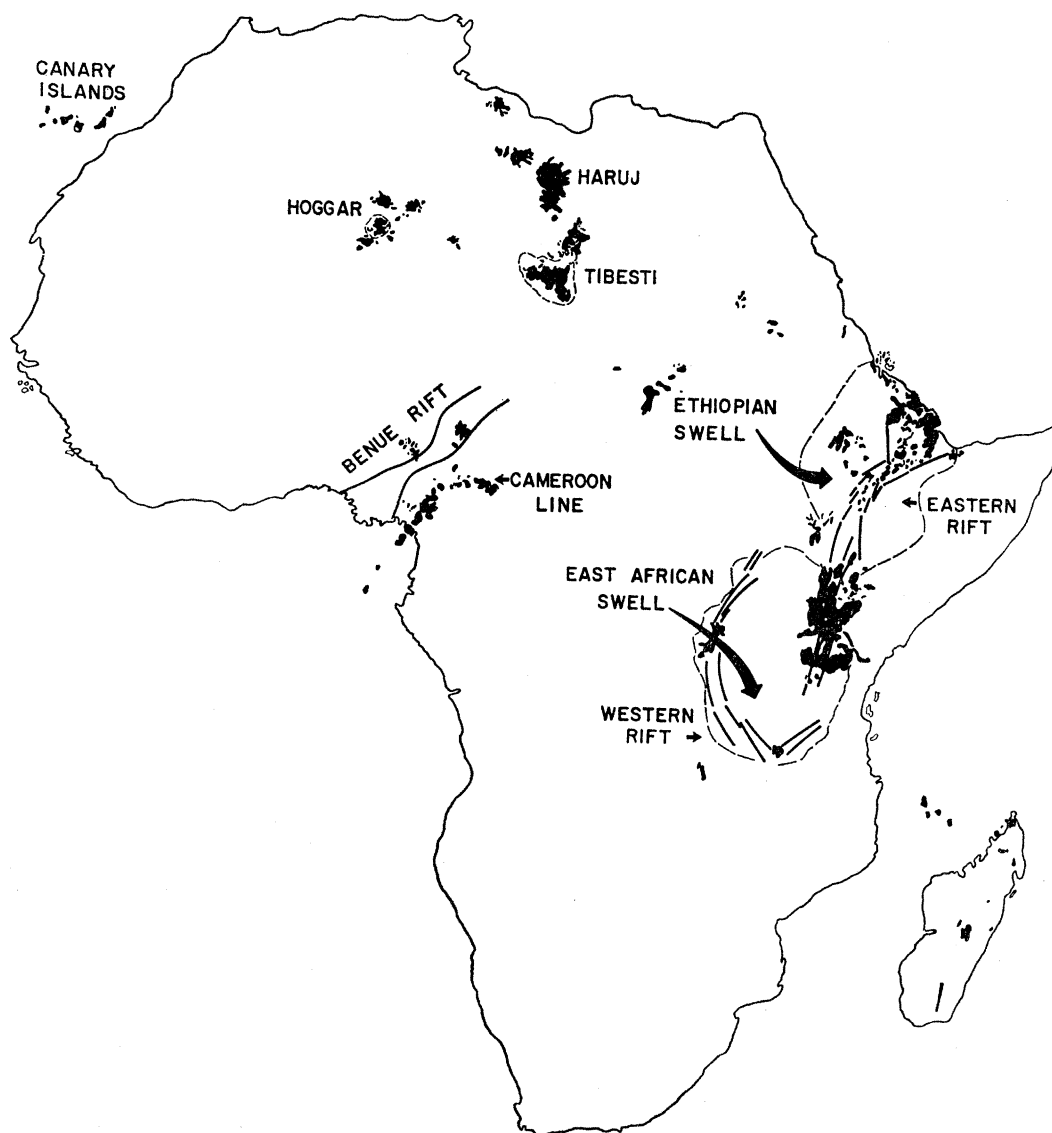 CANARY
ISLANDS
HARUJ
HOGGAR
TIBESTI
BENUE RIFT
ETHIOPIAN
SWELL
CAMEROON
LINE
EASTERN
RIFT
EAST AFRICAN
SWELL
WESTERN
RIFT